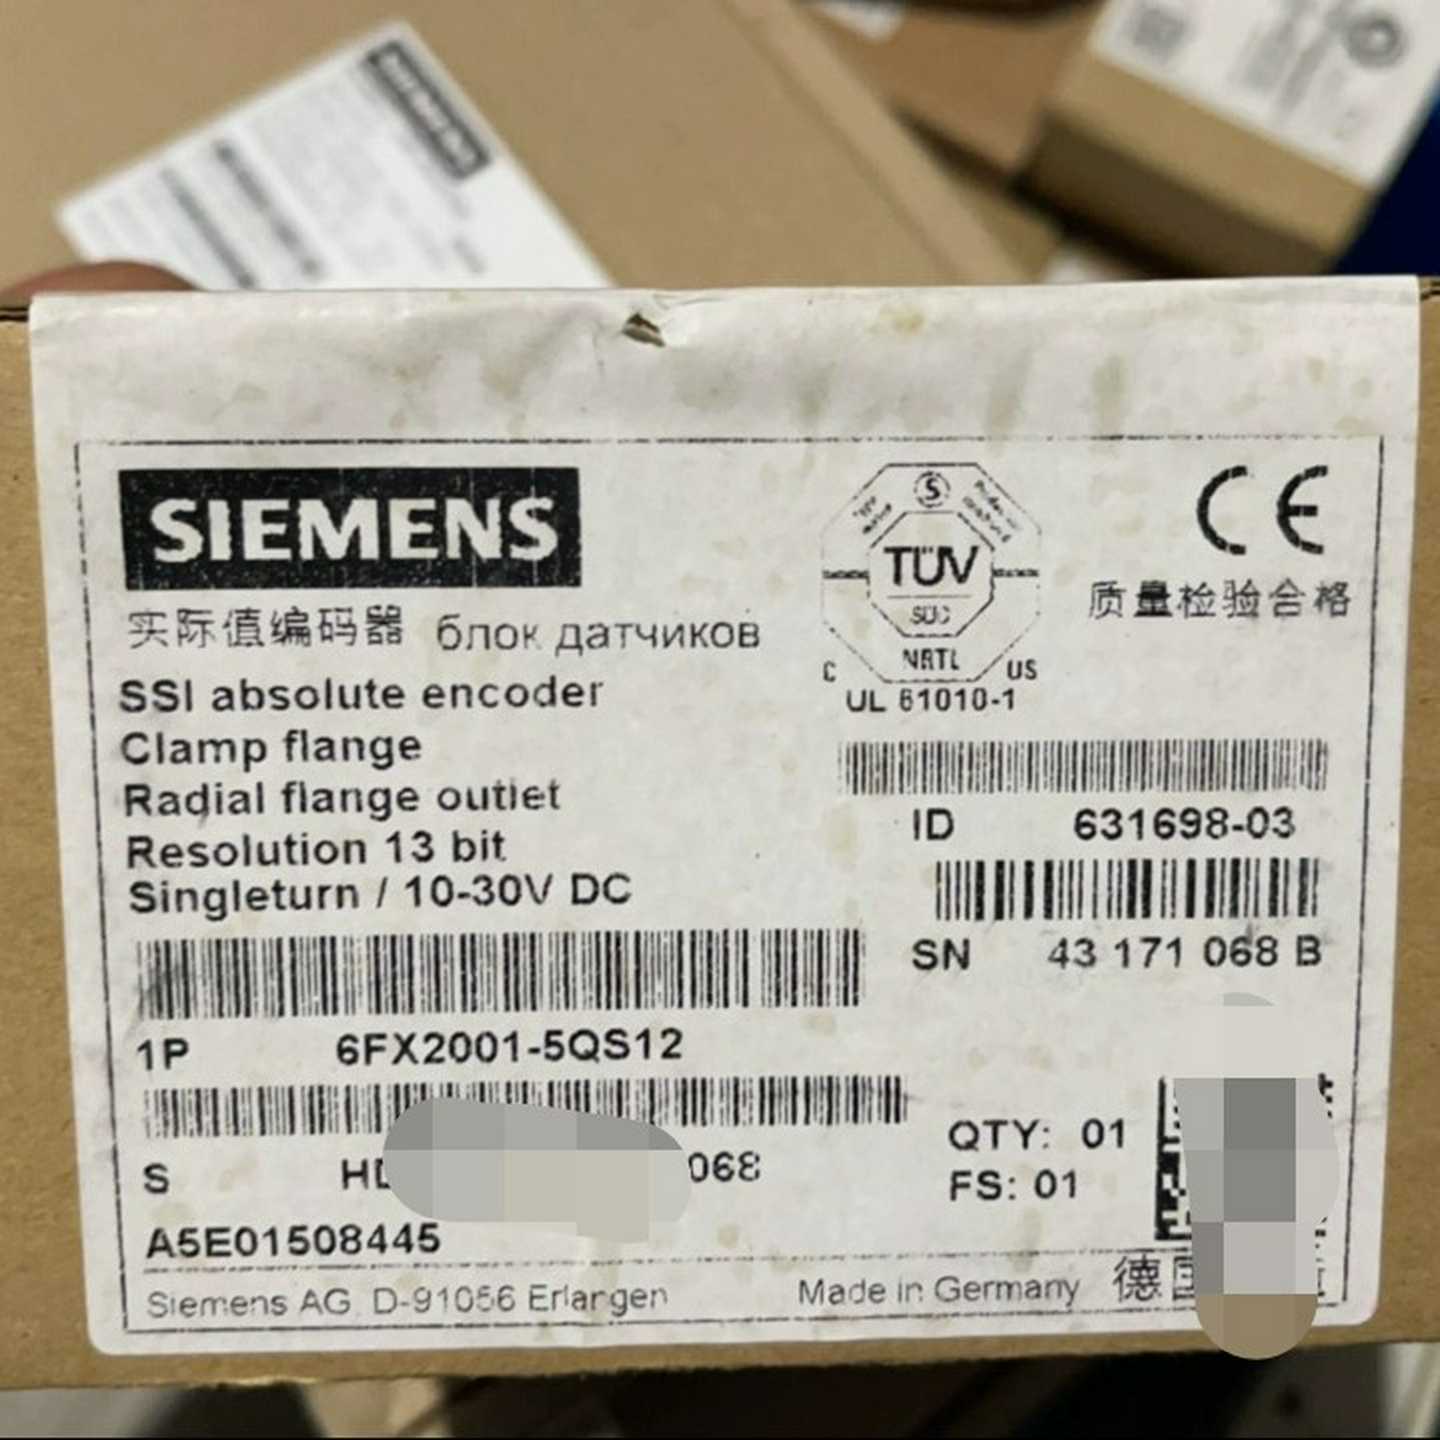 SIEMENS
实际值编码器 блок датчиков
SSI absolute encoder
Clamp flange
Radial flange outlet
Resolution 13 bit
Singleturn / 10-30V DC
1P 6FX2001-5QS12
S
068
A5E01508445
Siemens AG, D-91056 Erlangen
S
TÜV
SÜD
NRTL
C US
UL 61010-1
CE
质量检验合格
ID 631698-03
SN 43 171 068 B
QTY: 01
FS: 01
Made in Germany 德国
SIEMENS